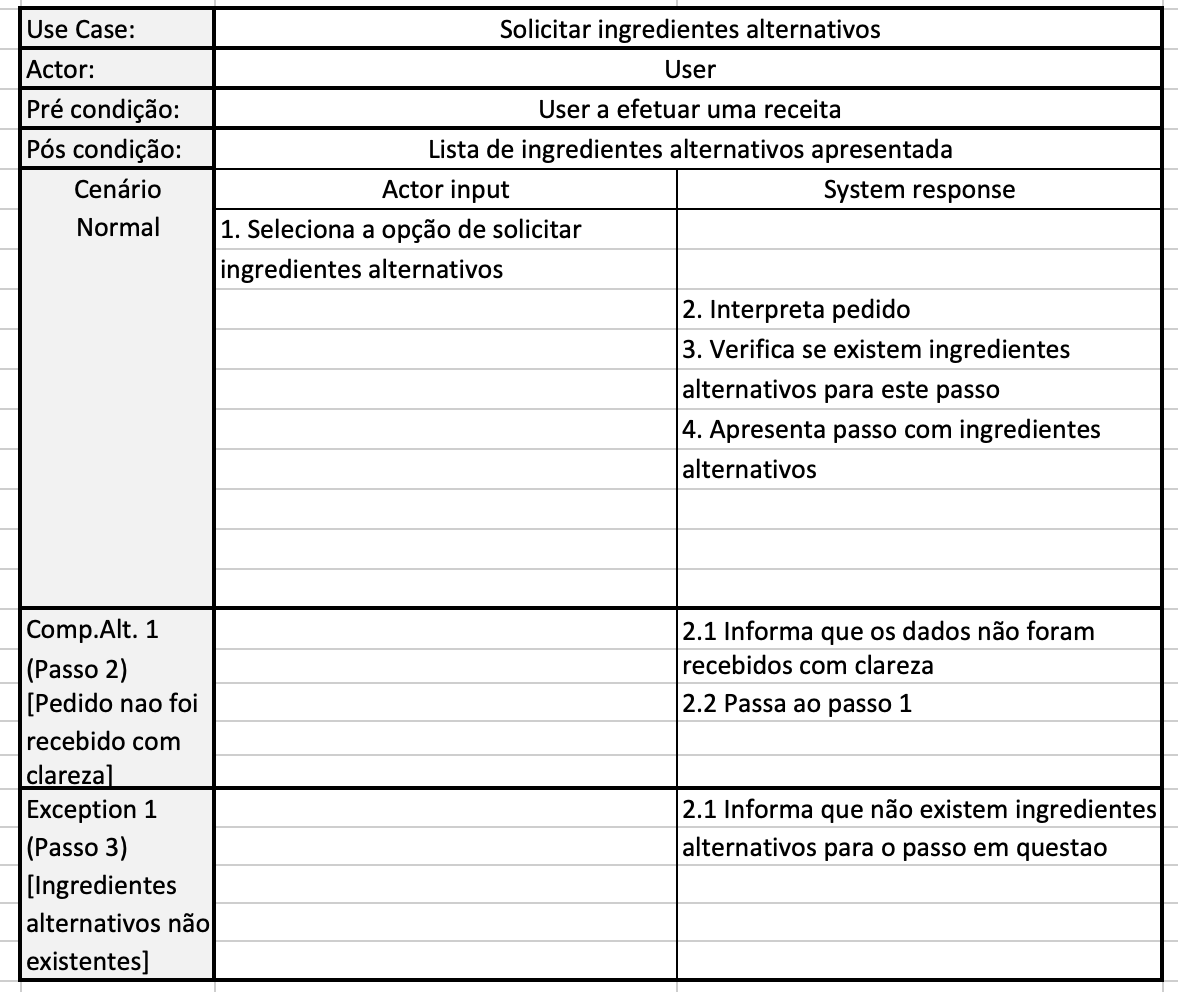 Use Case: Solicitar ingredientes alternativos
Actor: User
Pré condição: User a efetuar uma receita
Pós condição: Lista de ingredientes alternativos apresentada
Cenário Actor input System response
Normal 1. Seleciona a opção de solicitar
ingredientes alternativos
2. Interpreta pedido
3. Verifica se existem ingredientes
alternativos para este passo
4. Apresenta passo com ingredientes
alternativos
Comp.Alt. 1 2.1 Informa que os dados não foram
(Passo 2) recebidos com clareza
[Pedido nao foi 2.2 Passa ao passo 1
recebido com
clareza]
Exception 1 2.1 Informa que não existem ingredientes
(Passo 3) alternativos para o passo em questao
[Ingredientes
alternativos não
existentes]